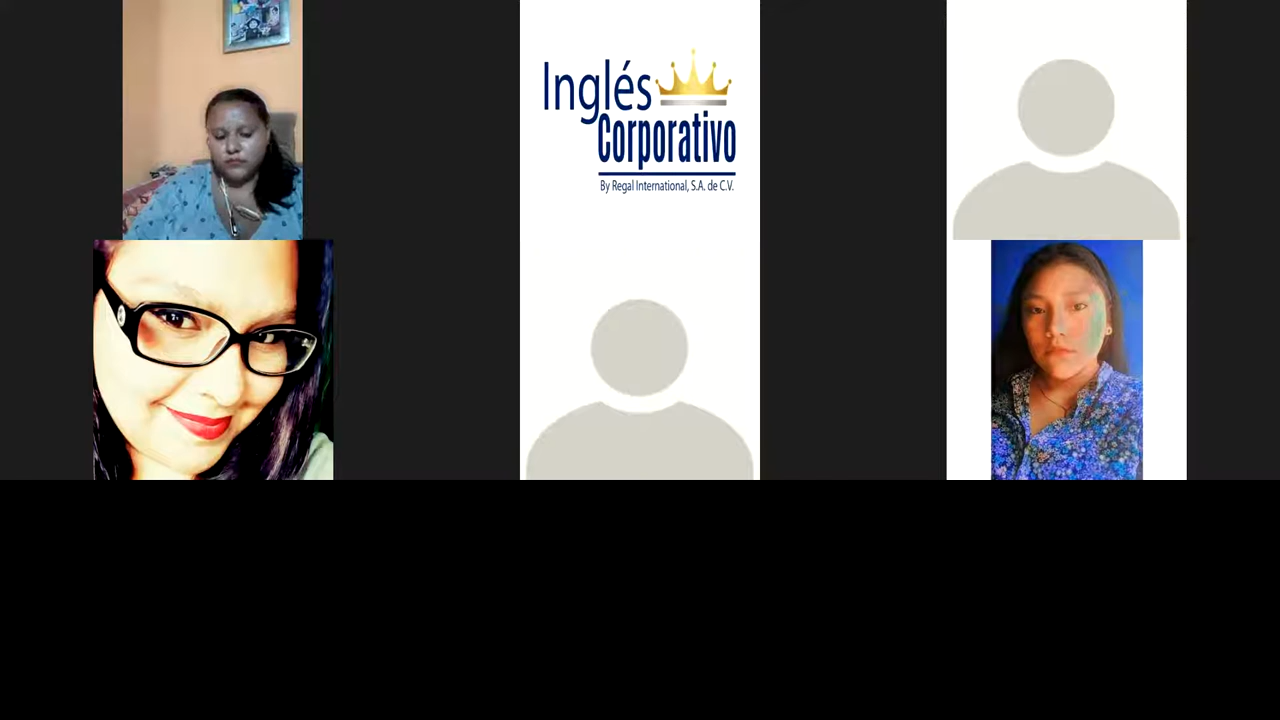 Inglés
Corporativo
By Regal International, S.A. de C.V.